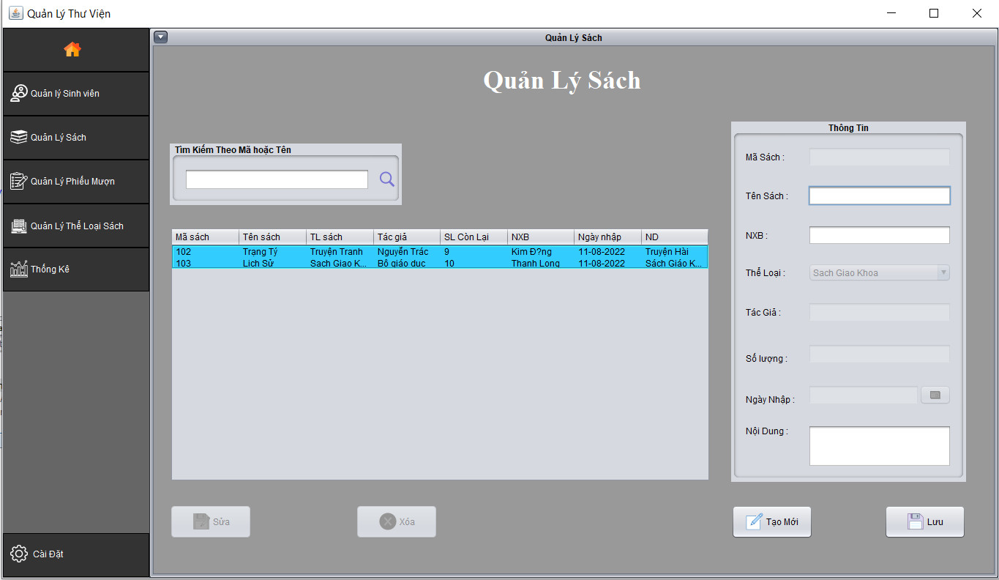 Quản Lý Thư Viện
Quản lý Sinh viên
Quản Lý Sách
Quản Lý Phiếu Mượn
Quản Lý Thể Loại Sách
Thống Kê
Cài Đặt
Quản Lý Sách
Quản Lý Sách
Tìm Kiếm Theo Mã hoặc Tên
Mã sách Tên sách TL sách Tác giả SL Còn Lại NXB Ngày nhập ND
102 Trạng Tý Truyện Tranh Nguyễn Trác 9 Kim Đ?ng 11-08-2022 Truyện Hài
103 Lich Sử Sach Giao K... Bộ giáo dục 10 Thanh Long 11-08-2022 Sách Giáo K...
Sửa
Xóa
Thông Tin
Mã Sách :
Tên Sách :
NXB :
Thể Loại : Sach Giao Khoa
Tác Giả :
Số lượng :
Ngày Nhập :
Nội Dung :
Tạo Mới
Lưu